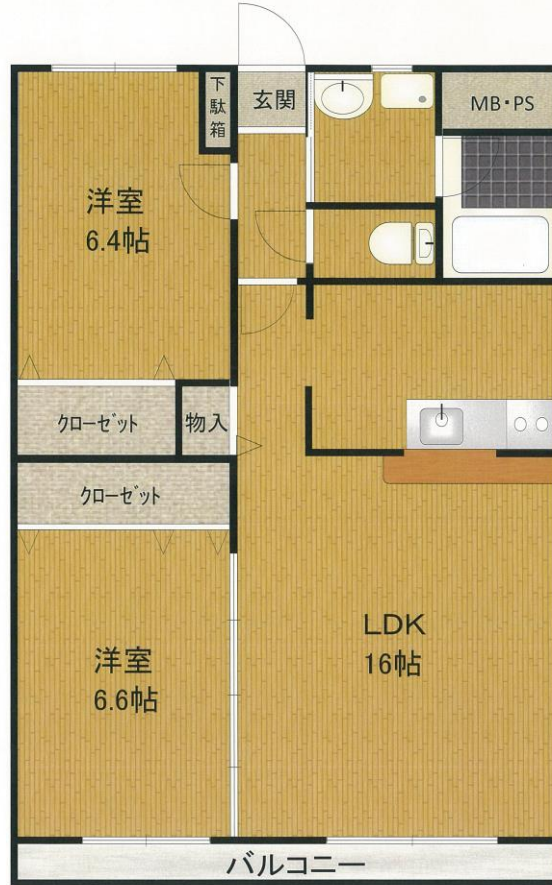 下駄箱
玄関
MB・PS
洋室
6.4帖
クローゼット
物入
クローゼット
洋室
6.6帖
LDK
16帖
バルコニー